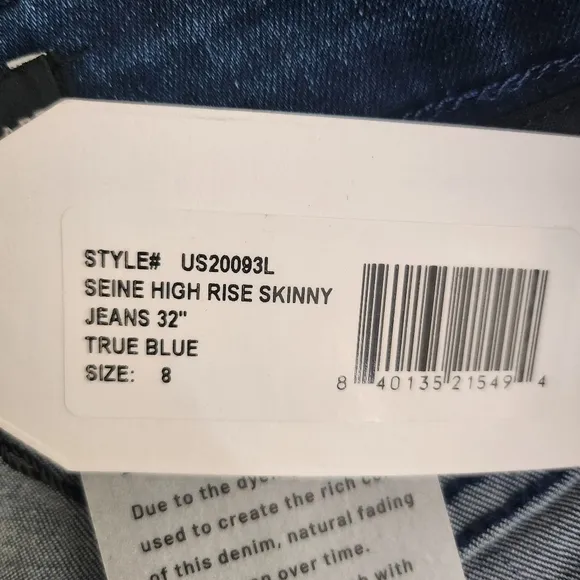 STYLE# US20093L
SEINE HIGH RISE SKINNY
JEANS 32"
TRUE BLUE
SIZE: 8
8 40135 21549 4
Due to the
used to create the rich
of this denim, natural fading
over time.
with